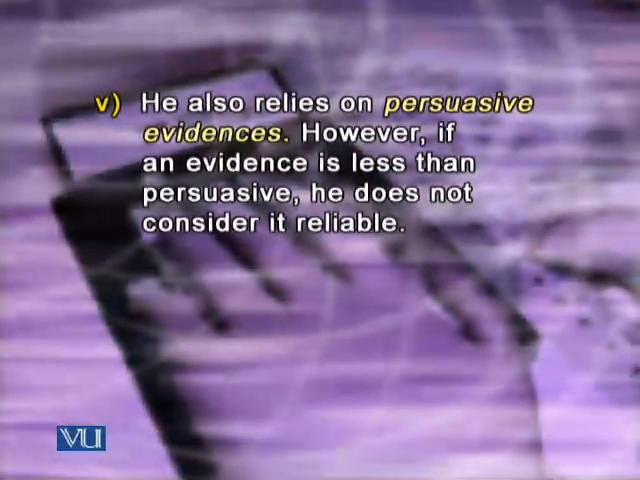 v) He also relies on persuasive
evidences. However, if
an evidence is less than
persuasive, he does not
consider it reliable.
VU